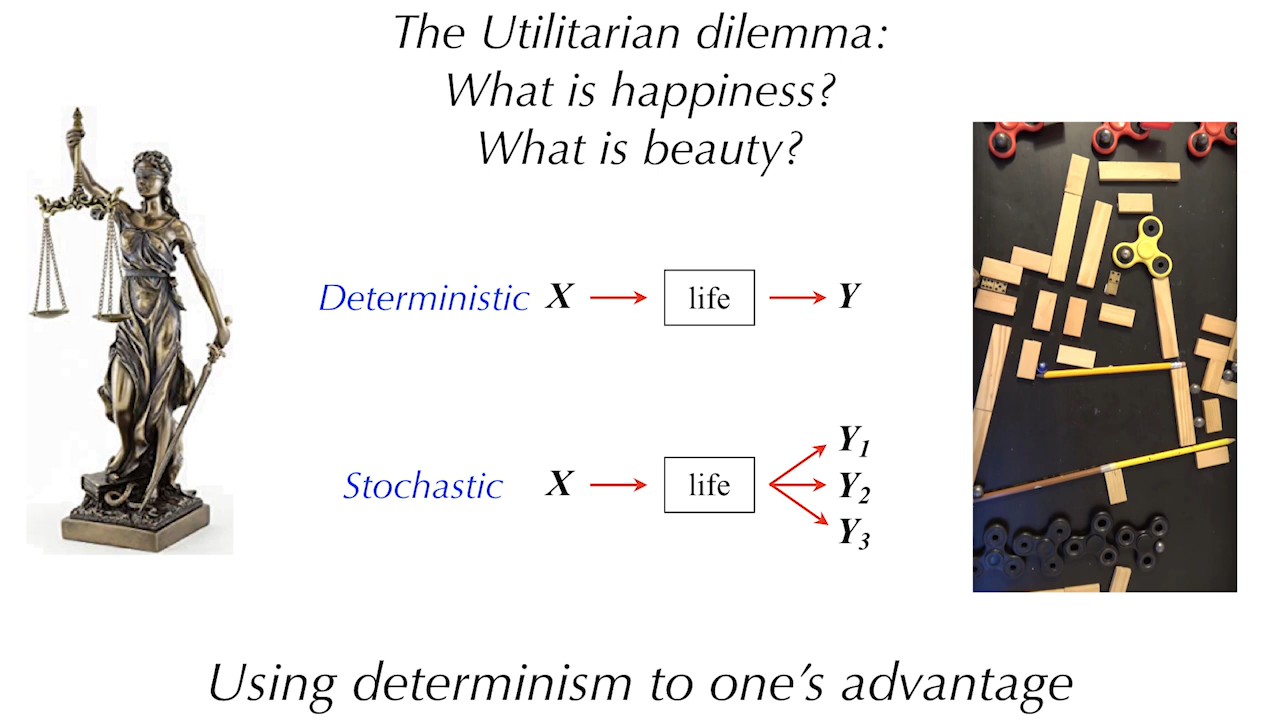 The Utilitarian dilemma:
What is happiness?
What is beauty?
Deterministic X life Y
Stochastic X life Y1
Y2
Y3
Using determinism to one's advantage